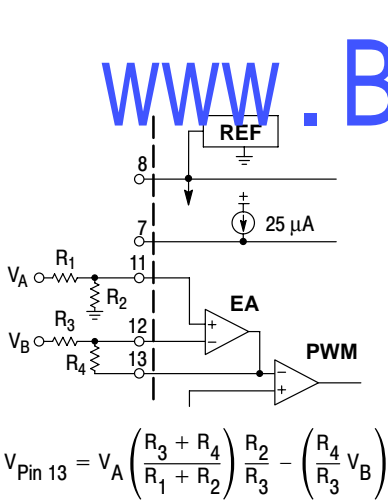 www.B
REF
8
7
25 μA
11
V_A R_1
R_2
EA
12
V_B R_3
13
R_4
PWM
V_Pin 13 = V_A ( (R_3 + R_4) / (R_1 + R_2) ) R_2 / R_3 − ( R_4 / R_3 V_B )